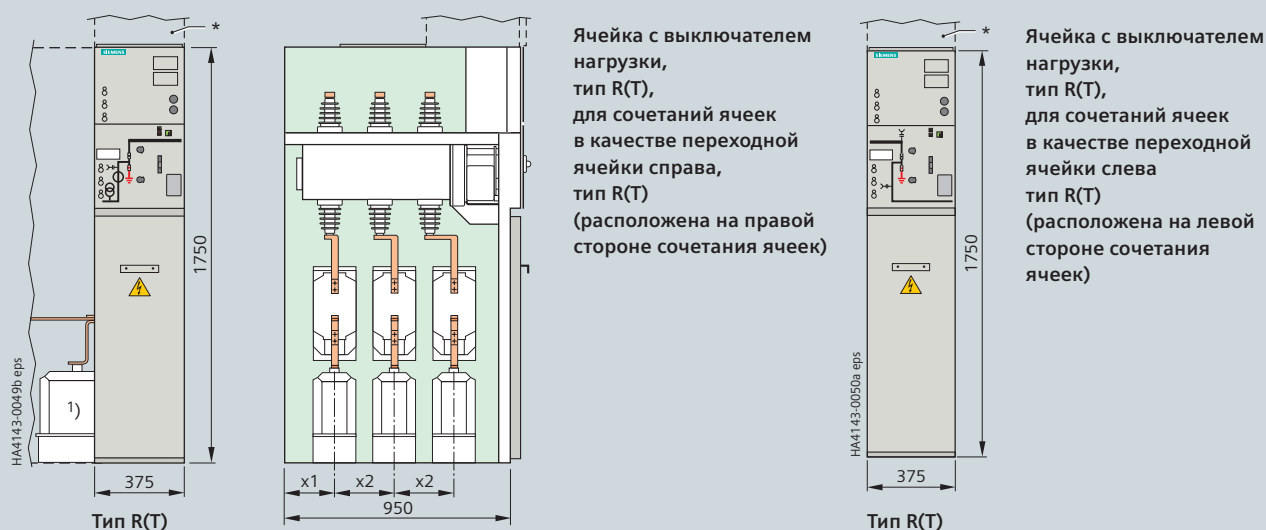 *
SIEMENS
1750
HA4143-0049b eps
1)
375
Тип R(T)
x1
x2
x2
950
Ячейка с выключателем
нагрузки,
тип R(T),
для сочетаний ячеек
в качестве переходной
ячейки справа,
тип R(T)
(расположена на правой
стороне сочетания ячеек)
*
SIEMENS
1750
HA4143-0050a eps
375
Тип R(T)
Ячейка с выключателем
нагрузки,
тип R(T),
для сочетаний ячеек
в качестве переходной
ячейки слева
тип R(T)
(расположена на левой
стороне сочетания
ячеек)